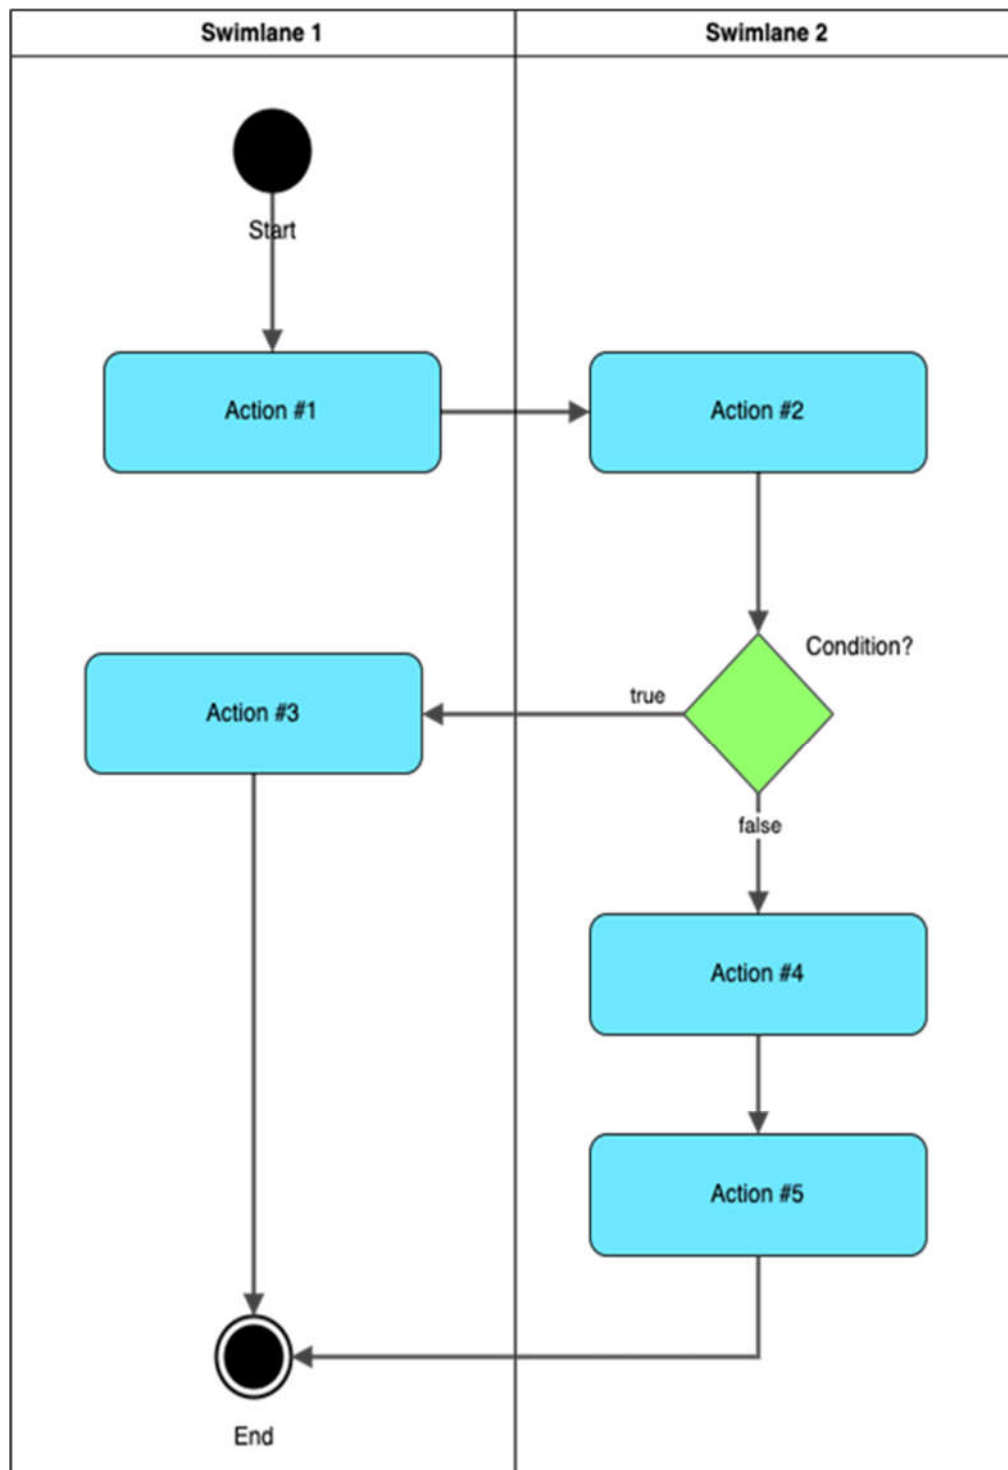 Swimlane 1
Swimlane 2
Start
Action #1
Action #2
Condition?
true
Action #3
false
Action #4
Action #5
End